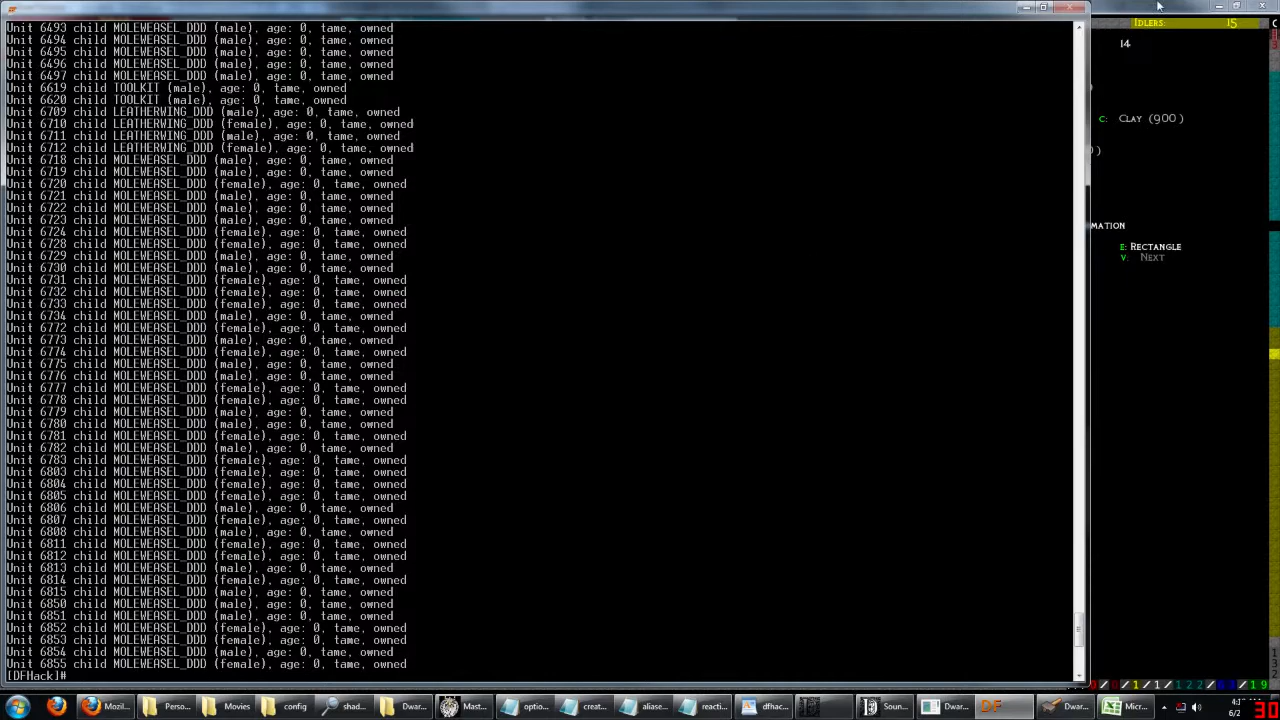 Unit 6493 child MOLEWEASEL_DDD (male), age: 0, tame, owned
Unit 6494 child MOLEWEASEL_DDD (male), age: 0, tame, owned
Unit 6495 child MOLEWEASEL_DDD (male), age: 0, tame, owned
Unit 6496 child MOLEWEASEL_DDD (male), age: 0, tame, owned
Unit 6497 child MOLEWEASEL_DDD (male), age: 0, tame, owned
Unit 6619 child TOOLKIT (male), age: 0, tame, owned
Unit 6620 child TOOLKIT (male), age: 0, tame, owned
Unit 6709 child LEATHERWING_DDD (male), age: 0, tame, owned
Unit 6710 child LEATHERWING_DDD (female), age: 0, tame, owned
Unit 6711 child LEATHERWING_DDD (male), age: 0, tame, owned
Unit 6712 child LEATHERWING_DDD (female), age: 0, tame, owned
Unit 6718 child MOLEWEASEL_DDD (male), age: 0, tame, owned
Unit 6719 child MOLEWEASEL_DDD (male), age: 0, tame, owned
Unit 6720 child MOLEWEASEL_DDD (female), age: 0, tame, owned
Unit 6721 child MOLEWEASEL_DDD (male), age: 0, tame, owned
Unit 6722 child MOLEWEASEL_DDD (male), age: 0, tame, owned
Unit 6723 child MOLEWEASEL_DDD (male), age: 0, tame, owned
Unit 6724 child MOLEWEASEL_DDD (female), age: 0, tame, owned
Unit 6728 child MOLEWEASEL_DDD (female), age: 0, tame, owned
Unit 6729 child MOLEWEASEL_DDD (male), age: 0, tame, owned
Unit 6730 child MOLEWEASEL_DDD (male), age: 0, tame, owned
Unit 6731 child MOLEWEASEL_DDD (female), age: 0, tame, owned
Unit 6732 child MOLEWEASEL_DDD (female), age: 0, tame, owned
Unit 6733 child MOLEWEASEL_DDD (female), age: 0, tame, owned
Unit 6734 child MOLEWEASEL_DDD (male), age: 0, tame, owned
Unit 6772 child MOLEWEASEL_DDD (female), age: 0, tame, owned
Unit 6773 child MOLEWEASEL_DDD (male), age: 0, tame, owned
Unit 6774 child MOLEWEASEL_DDD (female), age: 0, tame, owned
Unit 6775 child MOLEWEASEL_DDD (male), age: 0, tame, owned
Unit 6776 child MOLEWEASEL_DDD (male), age: 0, tame, owned
Unit 6777 child MOLEWEASEL_DDD (female), age: 0, tame, owned
Unit 6778 child MOLEWEASEL_DDD (female), age: 0, tame, owned
Unit 6779 child MOLEWEASEL_DDD (male), age: 0, tame, owned
Unit 6780 child MOLEWEASEL_DDD (male), age: 0, tame, owned
Unit 6781 child MOLEWEASEL_DDD (female), age: 0, tame, owned
Unit 6782 child MOLEWEASEL_DDD (male), age: 0, tame, owned
Unit 6783 child MOLEWEASEL_DDD (female), age: 0, tame, owned
Unit 6803 child MOLEWEASEL_DDD (female), age: 0, tame, owned
Unit 6804 child MOLEWEASEL_DDD (female), age: 0, tame, owned
Unit 6805 child MOLEWEASEL_DDD (female), age: 0, tame, owned
Unit 6806 child MOLEWEASEL_DDD (male), age: 0, tame, owned
Unit 6807 child MOLEWEASEL_DDD (female), age: 0, tame, owned
Unit 6808 child MOLEWEASEL_DDD (male), age: 0, tame, owned
Unit 6811 child MOLEWEASEL_DDD (female), age: 0, tame, owned
Unit 6812 child MOLEWEASEL_DDD (female), age: 0, tame, owned
Unit 6813 child MOLEWEASEL_DDD (male), age: 0, tame, owned
Unit 6814 child MOLEWEASEL_DDD (female), age: 0, tame, owned
Unit 6815 child MOLEWEASEL_DDD (male), age: 0, tame, owned
Unit 6850 child MOLEWEASEL_DDD (male), age: 0, tame, owned
Unit 6851 child MOLEWEASEL_DDD (male), age: 0, tame, owned
Unit 6852 child MOLEWEASEL_DDD (female), age: 0, tame, owned
Unit 6853 child MOLEWEASEL_DDD (female), age: 0, tame, owned
Unit 6854 child MOLEWEASEL_DDD (male), age: 0, tame, owned
Unit 6855 child MOLEWEASEL_DDD (female), age: 0, tame, owned
[DFHack]#
IDLERS: 15
14
C: CLAY (900)
MATION
E: RECTANGLE
V: NEXT
Mozil... Perso... Movies config shad... Dwar... Mast... optio... creat... aliase... reacti... dfhac... Soun... Dwar... DF Dwar... Micr...
30